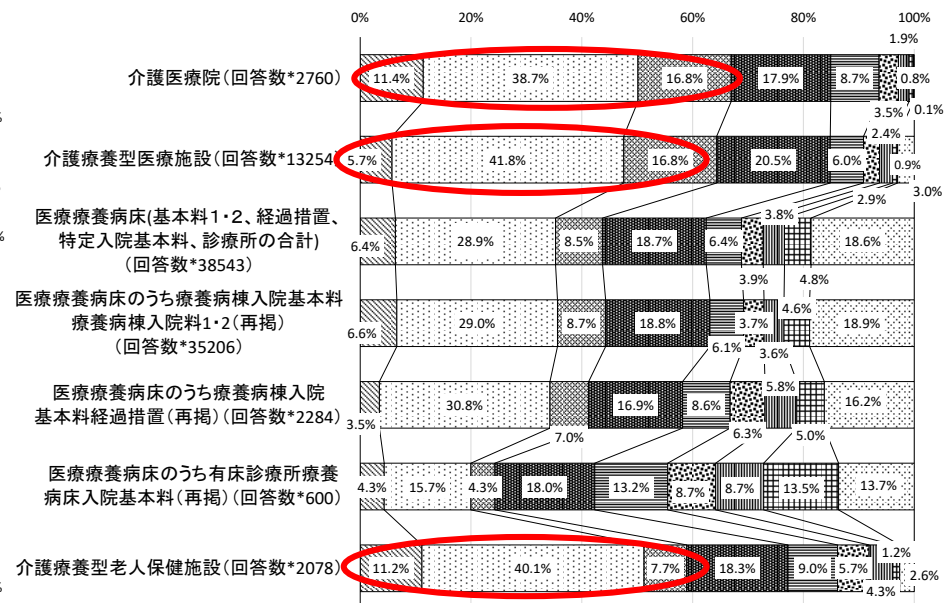 0% 20% 40% 60% 80% 100%
1.9%
介護医療院(回答数*2760)
11.4% 38.7% 16.8% 17.9% 8.7% 0.8%
3.5% 0.1%
2.4%
介護療養型医療施設(回答数*13254)
5.7% 41.8% 16.8% 20.5% 6.0% 0.9%
2.9% 3.0%
医療療養病床(基本料1・2、経過措置、
特定入院基本料、診療所の合計)
(回答数*38543)
6.4% 28.9% 8.5% 18.7% 6.4% 3.8% 18.6%
3.9% 4.8%
医療療養病床のうち療養病棟入院基本料
療養病棟入院料1・2(再掲)
(回答数*35206)
6.6% 29.0% 8.7% 18.8% 3.7% 4.6% 18.9%
6.1% 3.6%
医療療養病床のうち療養病棟入院
基本料経過措置(再掲)(回答数*2284)
3.5% 30.8% 16.9% 8.6% 5.8% 16.2%
7.0% 6.3% 5.0%
医療療養病床のうち有床診療所療養
病床入院基本料(再掲)(回答数*600)
4.3% 15.7% 4.3% 18.0% 13.2% 8.7% 8.7% 13.5% 13.7%
介護療養型老人保健施設(回答数*2078)
11.2% 40.1% 7.7% 18.3% 9.0% 5.7% 1.2%
4.3% 2.6%